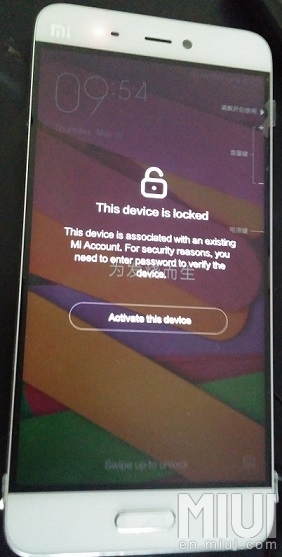 mi
09:54
This device is locked
This device is associated with an existing
Mi Account. For security reasons, you
need to enter password to verify the
device.
Activate this device
Swipe up to unlock
MIUI
en.miui.com